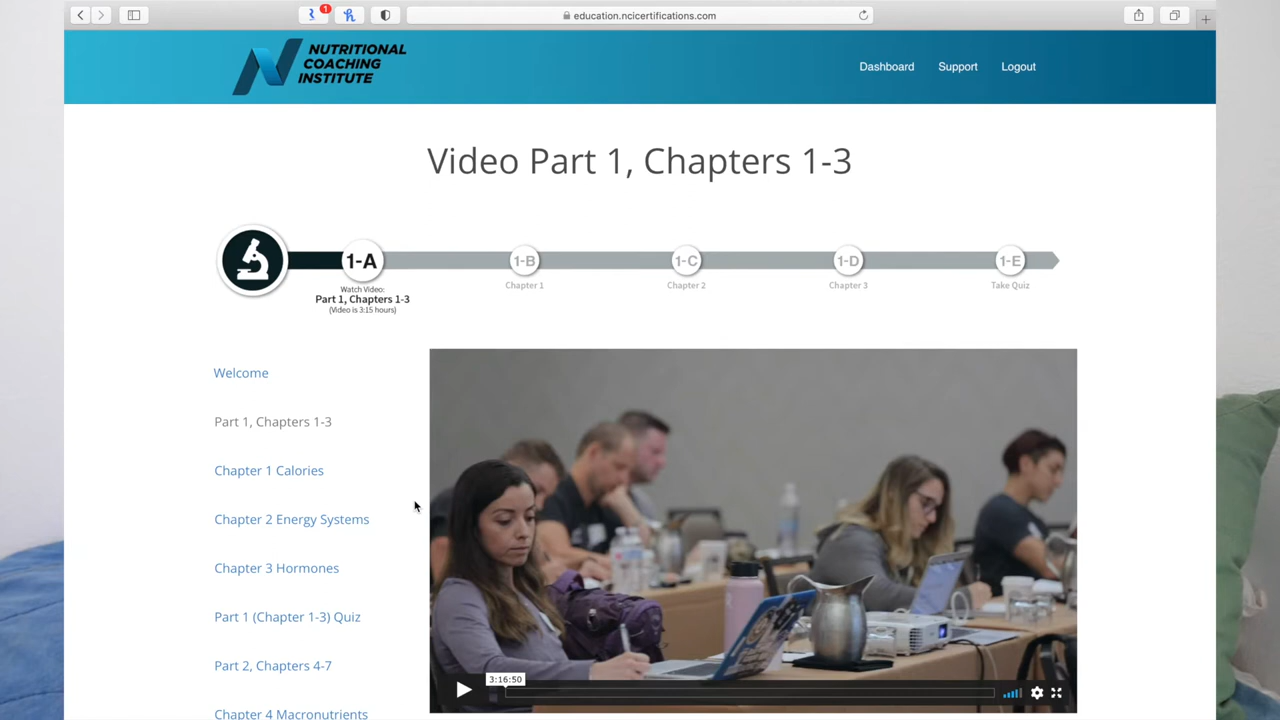 1
education.ncicertifications.com
NUTRITIONAL
COACHING
INSTITUTE
Dashboard
Support
Logout
Video Part 1, Chapters 1-3
1-A
1-B
1-C
1-D
1-E
Watch Video:
Part 1, Chapters 1-3
(Video is 3:15 hours)
Chapter 1
Chapter 2
Chapter 3
Take Quiz
Welcome
Part 1, Chapters 1-3
Chapter 1 Calories
Chapter 2 Energy Systems
Chapter 3 Hormones
Part 1 (Chapter 1-3) Quiz
Part 2, Chapters 4-7
Chapter 4 Macronutrients
3:16:50